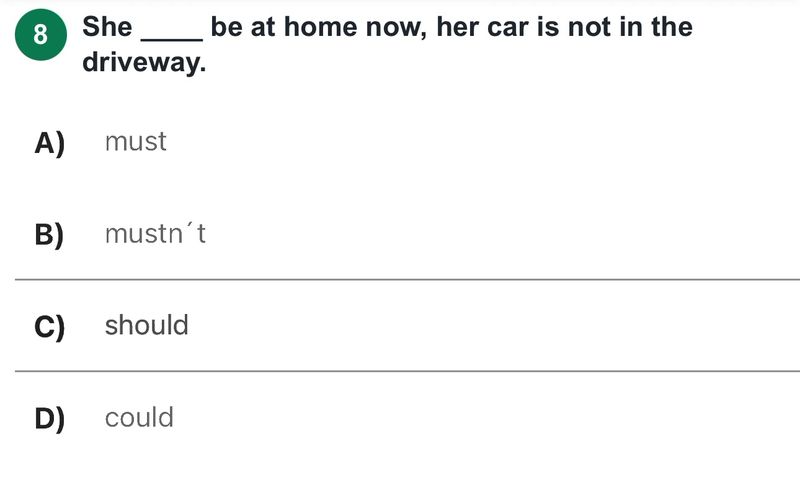 8 She ____ be at home now, her car is not in the
driveway.
A) must
B) mustn´t
C) should
D) could